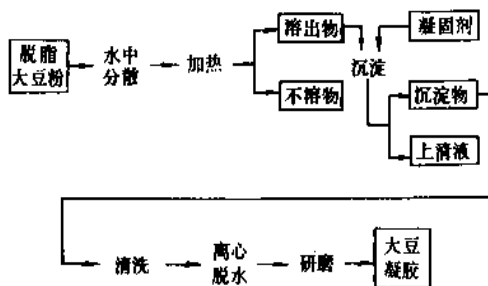 脱脂
大豆粉
水中
分散
加热
溶出物
不溶物
凝固剂
沉淀
沉淀物
上清液
清洗
离心
脱水
研磨
大豆
凝胶